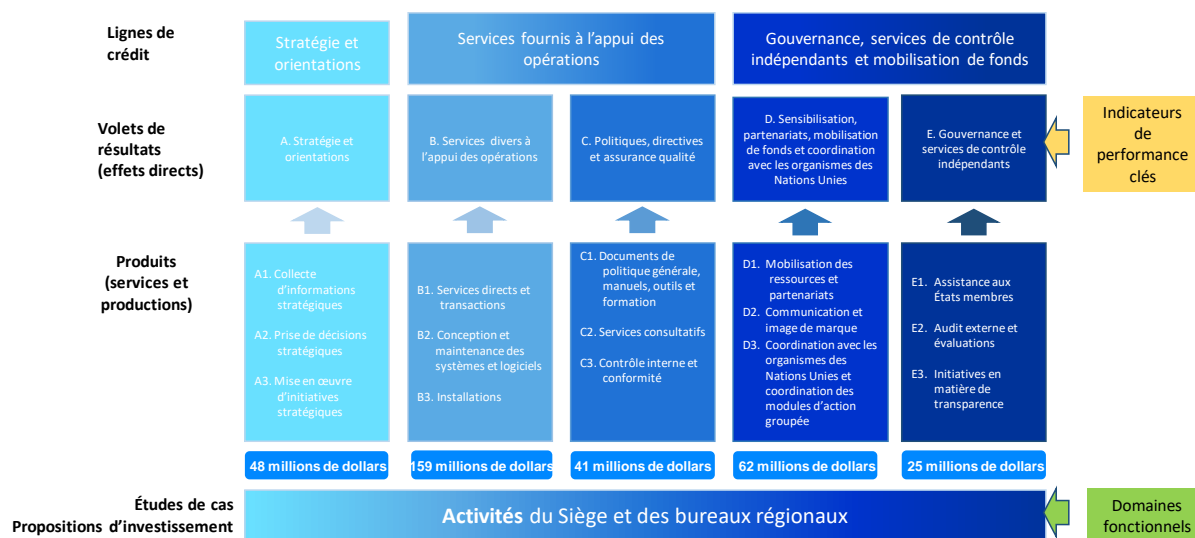 Lignes de
crédit
Stratégie et
orientations
Services fournis à l'appui des
opérations
Gouvernance, services de contrôle
indépendants et mobilisation de fonds
Volets de
résultats
(effets directs)
A. Stratégie et
orientations
B. Services divers à
l'appui des opérations
C. Politiques, directives
et assurance qualité
D. Sensibilisation,
partenariats, mobilisation
de fonds et coordination
avec les organismes des
Nations Unies
E. Gouvernance et
services de contrôle
indépendants
Indicateurs
de
performance
clés
Produits
(services et
productions)
A1. Collecte
d'informations
stratégiques
A2. Prise de décisions
stratégiques
A3. Mise en œuvre
d'initiatives
stratégiques
B1. Services directs et
transactions
B2. Conception et
maintenance des
systèmes et logiciels
B3. Installations
C1. Documents de
politique générale,
manuels, outils et
formation
C2. Services consultatifs
C3. Contrôle interne et
conformité
D1. Mobilisation des
ressources et
partenariats
D2. Communication et
image de marque
D3. Coordination avec les
organismes des
Nations Unies et
coordination des
modules d'action
groupée
E1. Assistance aux
États membres
E2. Audit externe et
évaluations
E3. Initiatives en
matière de
transparence
48 millions de dollars
159 millions de dollars
41 millions de dollars
62 millions de dollars
25 millions de dollars
Études de cas
Propositions d'investissement
Activités du Siège et des bureaux régionaux
Domaines
fonctionnels